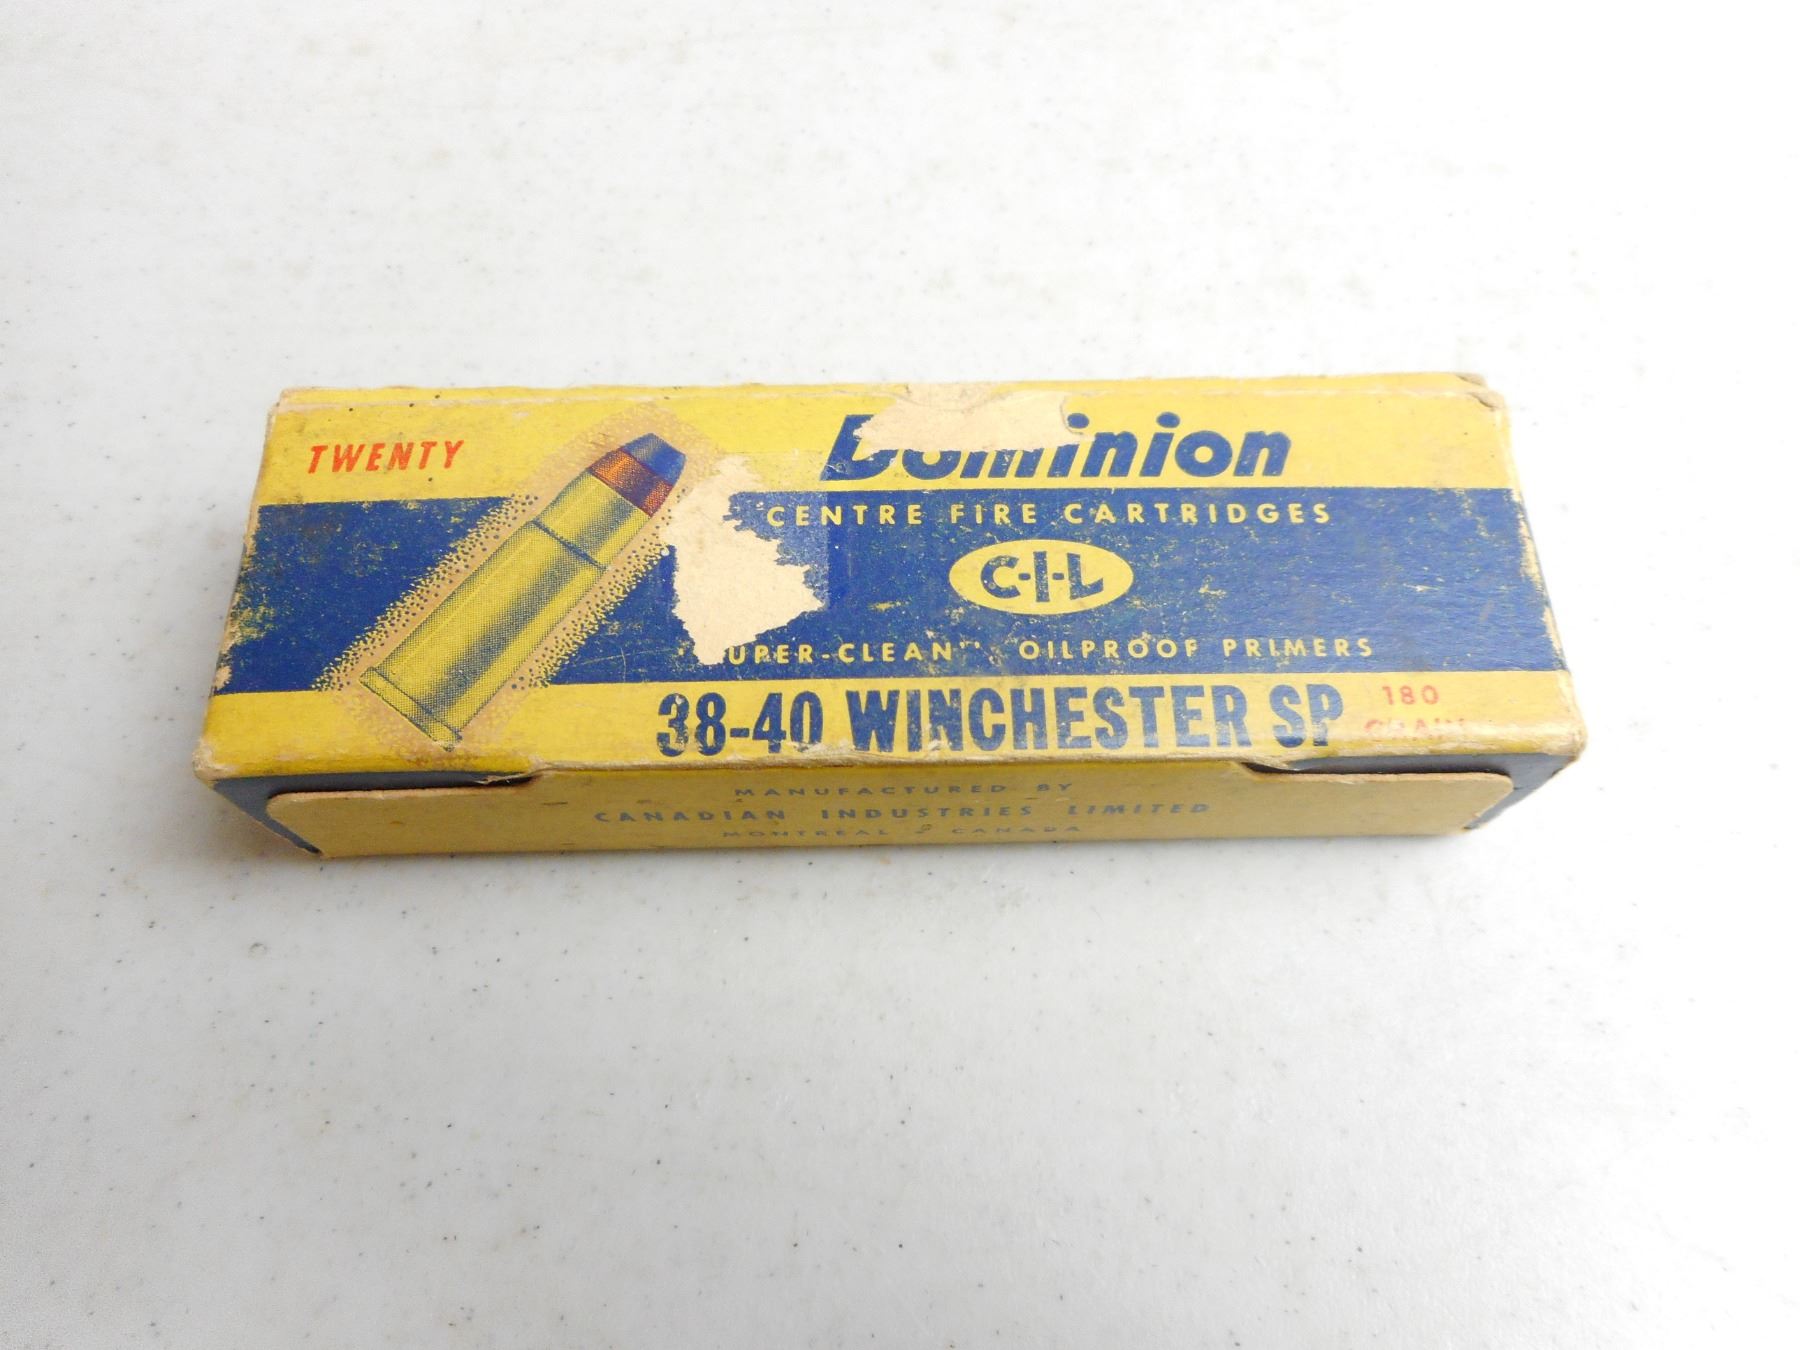 TWENTY
Dominion
CENTRE FIRE CARTRIDGES
C-I-L
UPER-CLEAN" OILPROOF PRIMERS
38-40 WINCHESTER SP
180
GRAIN
MANUFACTURED BY
CANADIAN INDUSTRIES LIMITED
MONTREAL CANADA